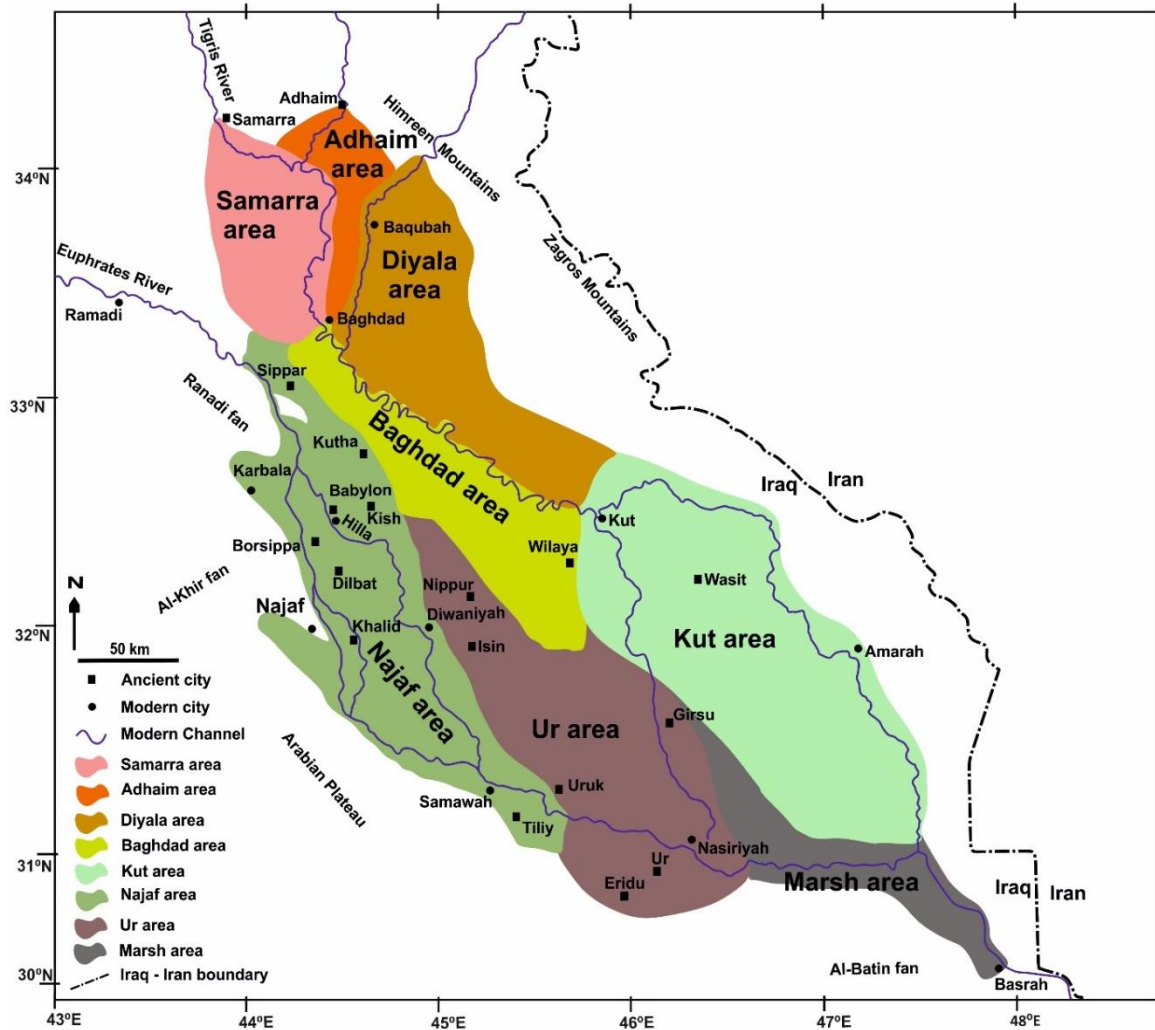 Tigris River
Adhaim
Samarra
Himreen Mountains
Adhaim
area
34°N
Samarra
area
Baqubah
Diyala
area
Zagros Mountains
Euphrates River
Ramadi
Baghdad
Sippar
Ranadi fan
33°N
Baghdad area
Kutha
Karbala
Babylon
Kish
Hilla
Iraq
Iran
Kut
Borsippa
Wilaya
Dilbat
Nippur
Wasit
Al-Khir fan
Diwaniyah
32°N
Najaf
Khalid
Isin
Kut area
Amarah
Najaf area
Ur area
Girsu
Arabian Plateau
Samawah
Uruk
Tiliy
Nasiriyah
31°N
Ur
Eridu
Marsh area
Iraq
Iran
Al-Batin fan
Basrah
30°N
N
50 km
Ancient city
Modern city
Modern Channel
Samarra area
Adhaim area
Diyala area
Baghdad area
Kut area
Najaf area
Ur area
Marsh area
Iraq - Iran boundary
43°E
44°E
45°E
46°E
47°E
48°E